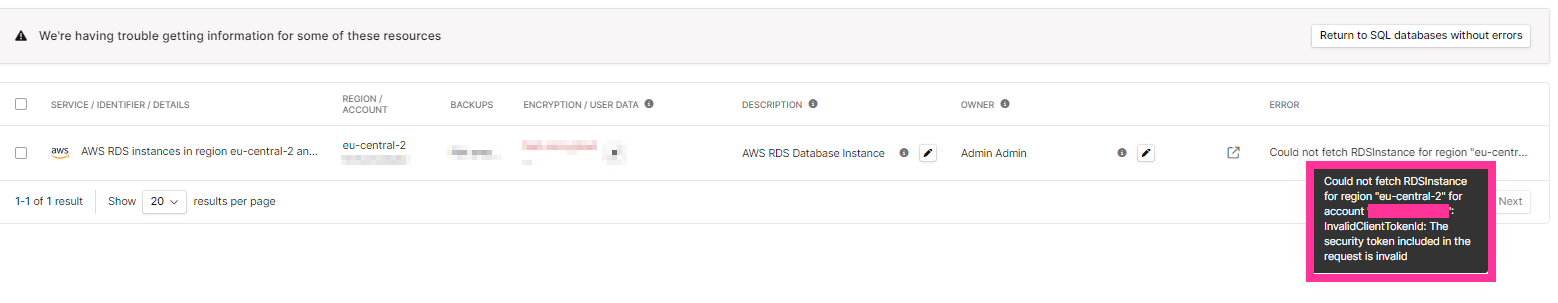 We're having trouble getting information for some of these resources
Return to SQL databases without errors
SERVICE / IDENTIFIER / DETAILS
REGION /
ACCOUNT
BACKUPS
ENCRYPTION / USER DATA
DESCRIPTION
OWNER
ERROR
aws
AWS RDS instances in region eu-central-2 an...
eu-central-2
AWS RDS Database Instance
Admin Admin
Could not fetch RDSInstance for region "eu-centr...
1-1 of 1 result
Show
20
results per page
Next
Could not fetch RDSInstance
for region "eu-central-2" for
account ":
InvalidClientTokenId: The
security token included in the
request is invalid